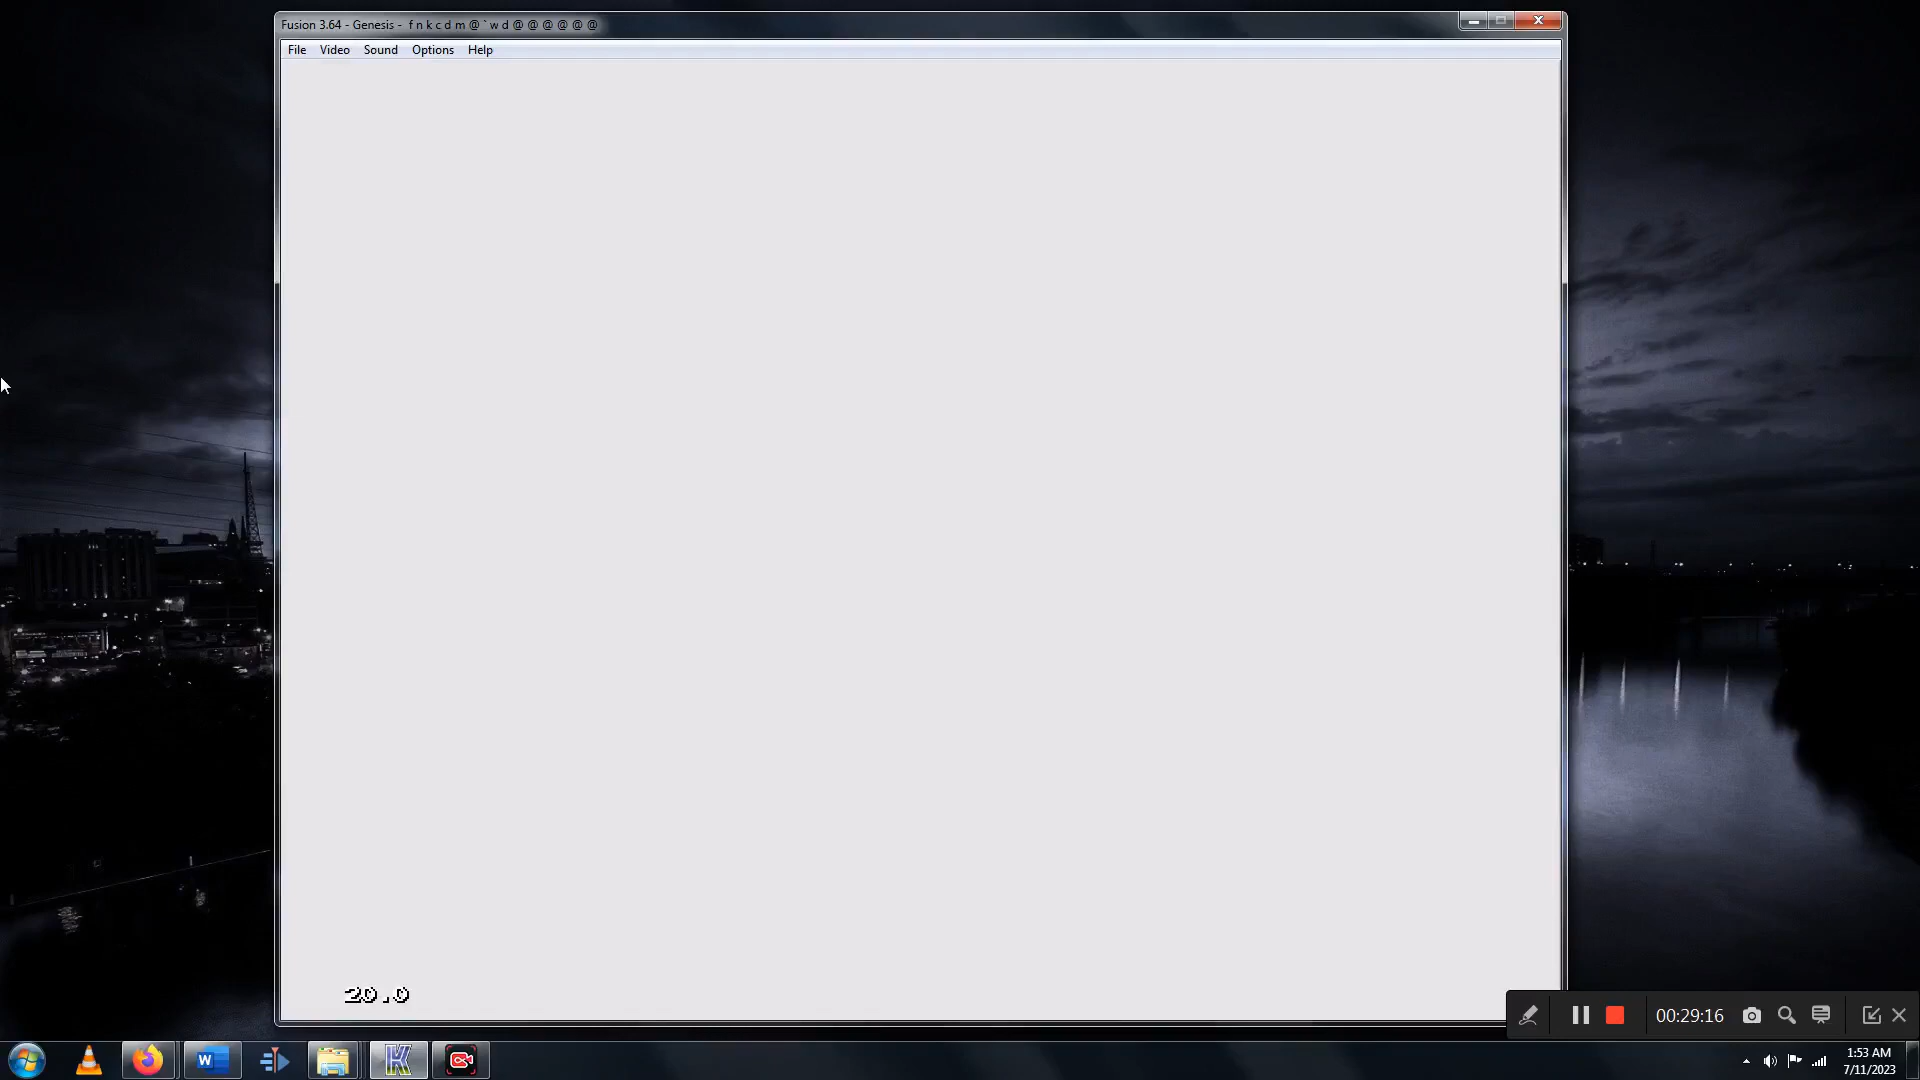 Fusion 3.64 - Genesis - f n k c d m @ ` w d @ @ @ @ @ @
File Video Sound Options Help
20.0
00:29:16
W
K
1:53 AM
7/11/2023